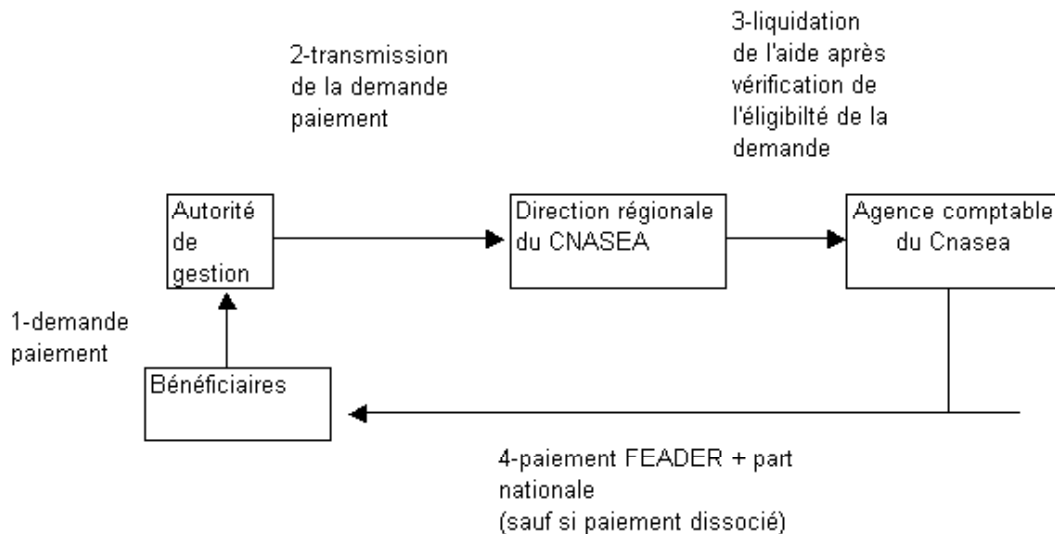 3-liquidation
de l'aide après
vérification de
l'éligibilté de la
demande
2-transmission
de la demande
paiement
Autorité
de
gestion
Direction régionale
du CNASEA
Agence comptable
du Cnasea
1-demande
paiement
Bénéficiaires
4-paiement FEADER + part
nationale
(sauf si paiement dissocié)